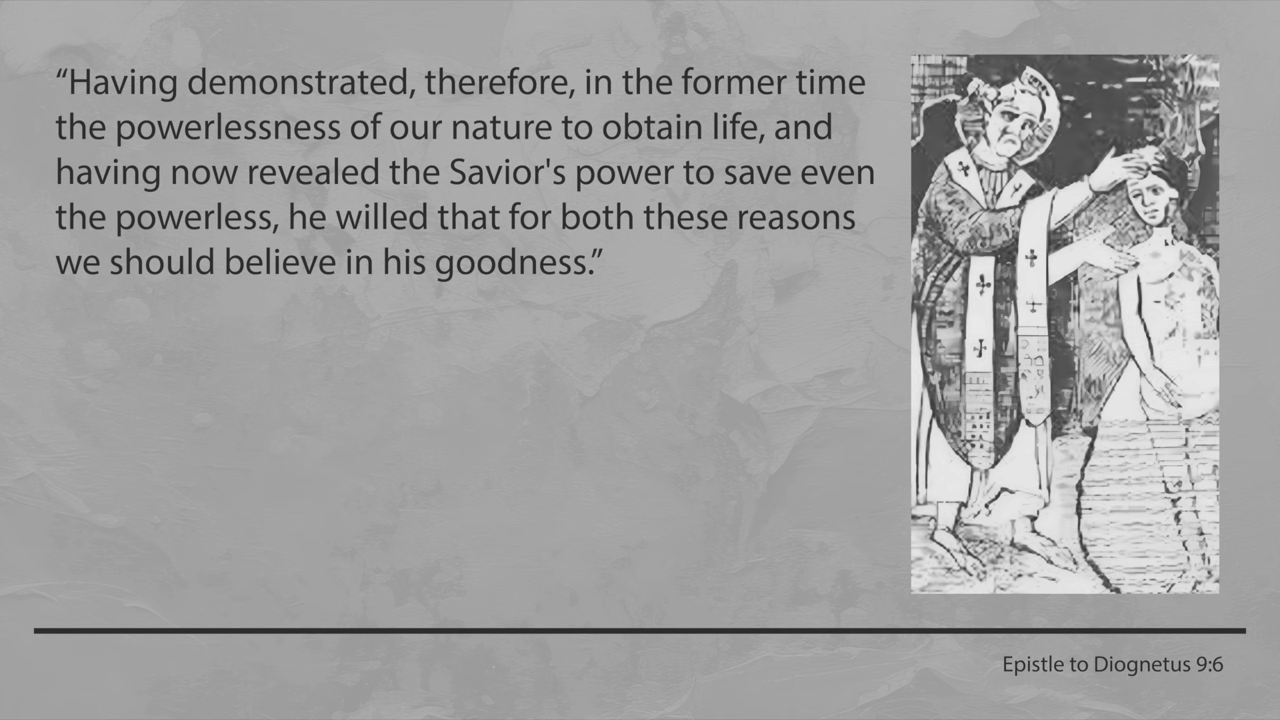 “Having demonstrated, therefore, in the former time
the powerlessness of our nature to obtain life, and
having now revealed the Savior's power to save even
the powerless, he willed that for both these reasons
we should believe in his goodness.”
Epistle to Diognetus 9:6